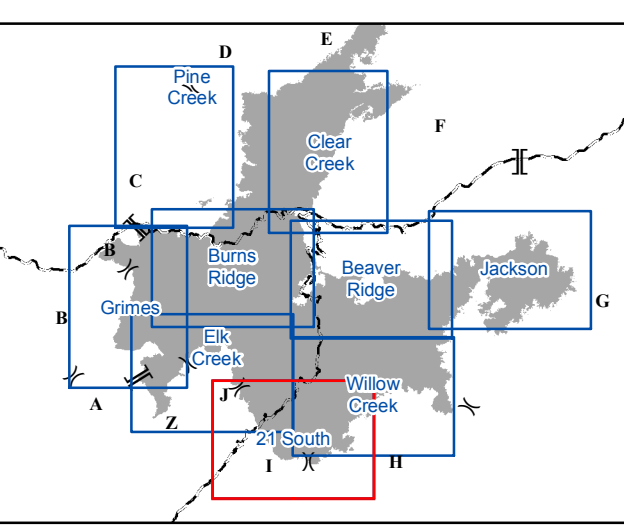 E
D
Pine
Creek
F
Clear
Creek
C
B
Burns
Ridge
Beaver
Ridge
Jackson
G
Grimes
B
Elk
Creek
J
Willow
Creek
A
Z
21 South
I
H